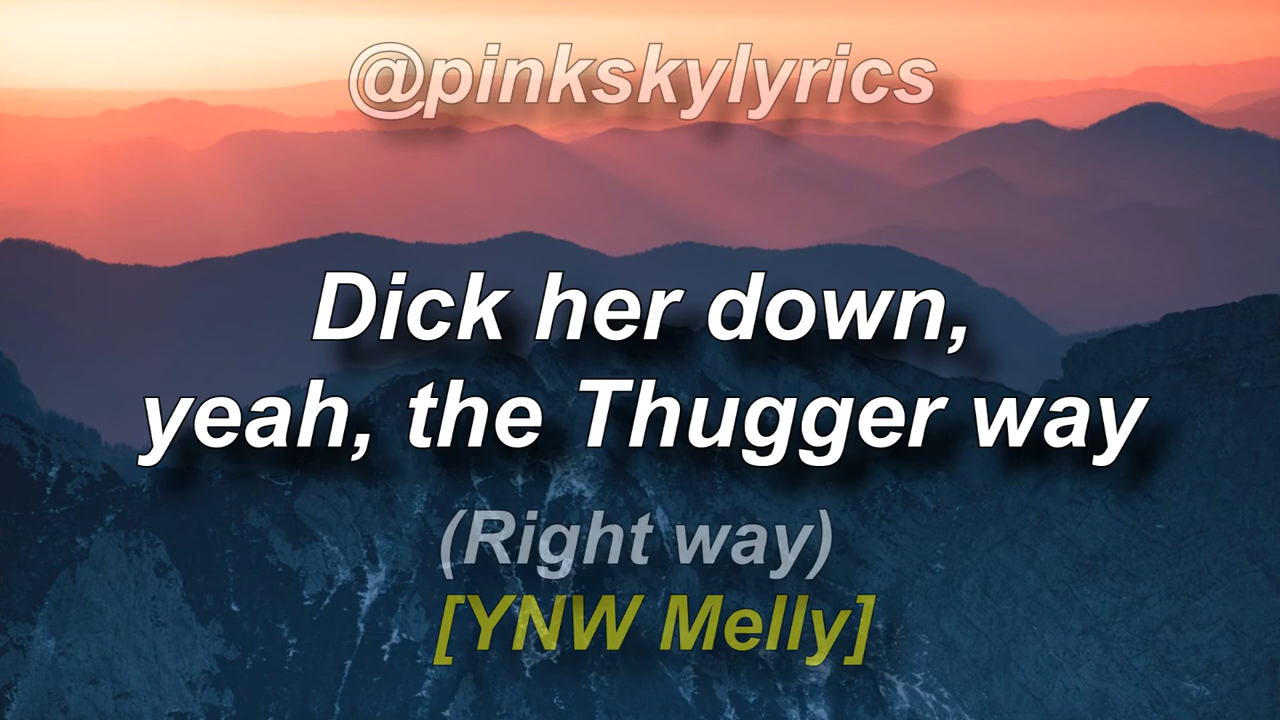 @pinkskylyrics
Dick her down,
yeah, the Thugger way
(Right way)
[YNW Melly]